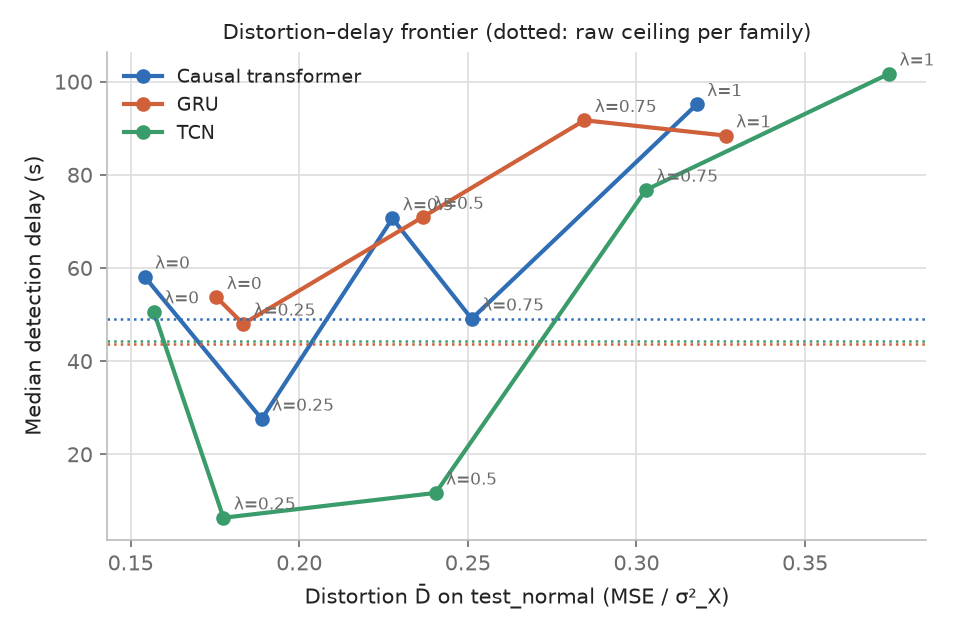 Distortion–delay frontier (dotted: raw ceiling per family)
Causal transformer
GRU
TCN
λ=1
λ=1
λ=0.75
λ=1
λ=0.75
λ=0.5
λ=0.5
λ=0
λ=0
λ=0
λ=0.25
λ=0.75
λ=0.25
λ=0.5
λ=0.25
100
80
60
40
20
Median detection delay (s)
0.15
0.20
0.25
0.30
0.35
Distortion D̄ on test_normal (MSE / σ²_X)